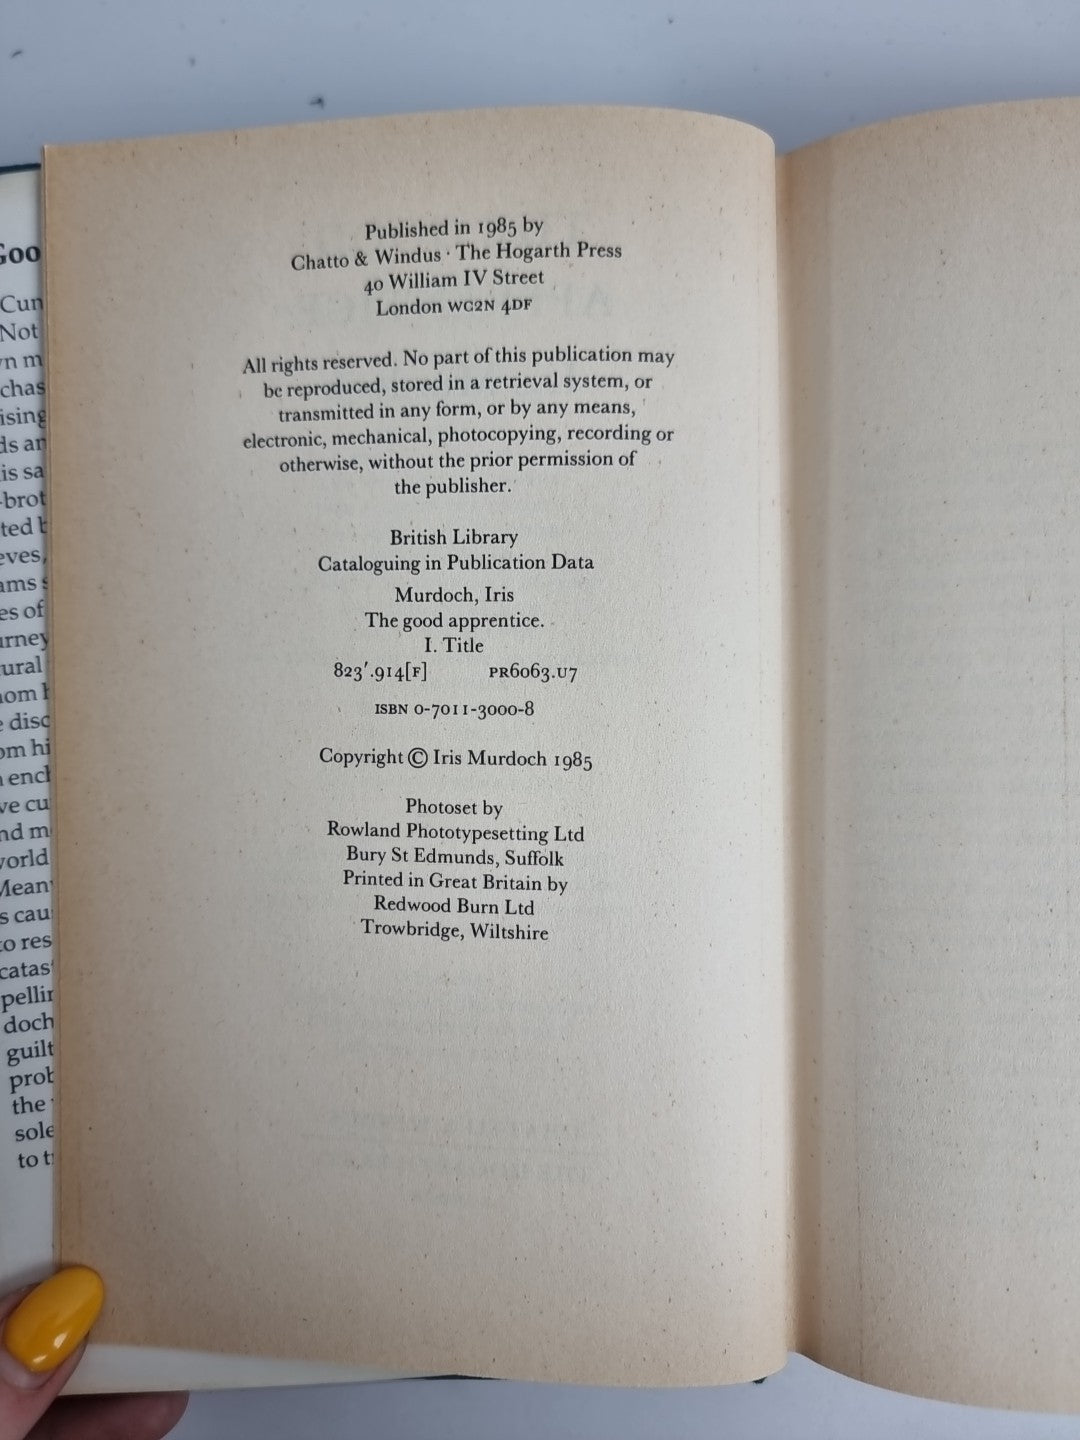 Published in 1985 by
Chatto & Windus · The Hogarth Press
40 William IV Street
London WC2N 4DF
All rights reserved. No part of this publication may
be reproduced, stored in a retrieval system, or
transmitted in any form, or by any means,
electronic, mechanical, photocopying, recording or
otherwise, without the prior permission of
the publisher.
British Library
Cataloguing in Publication Data
Murdoch, Iris
The good apprentice.
I. Title
823'.914[F] PR6063.U7
ISBN 0-7011-3000-8
Copyright © Iris Murdoch 1985
Photoset by
Rowland Phototypesetting Ltd
Bury St Edmunds, Suffolk
Printed in Great Britain by
Redwood Burn Ltd
Trowbridge, Wiltshire